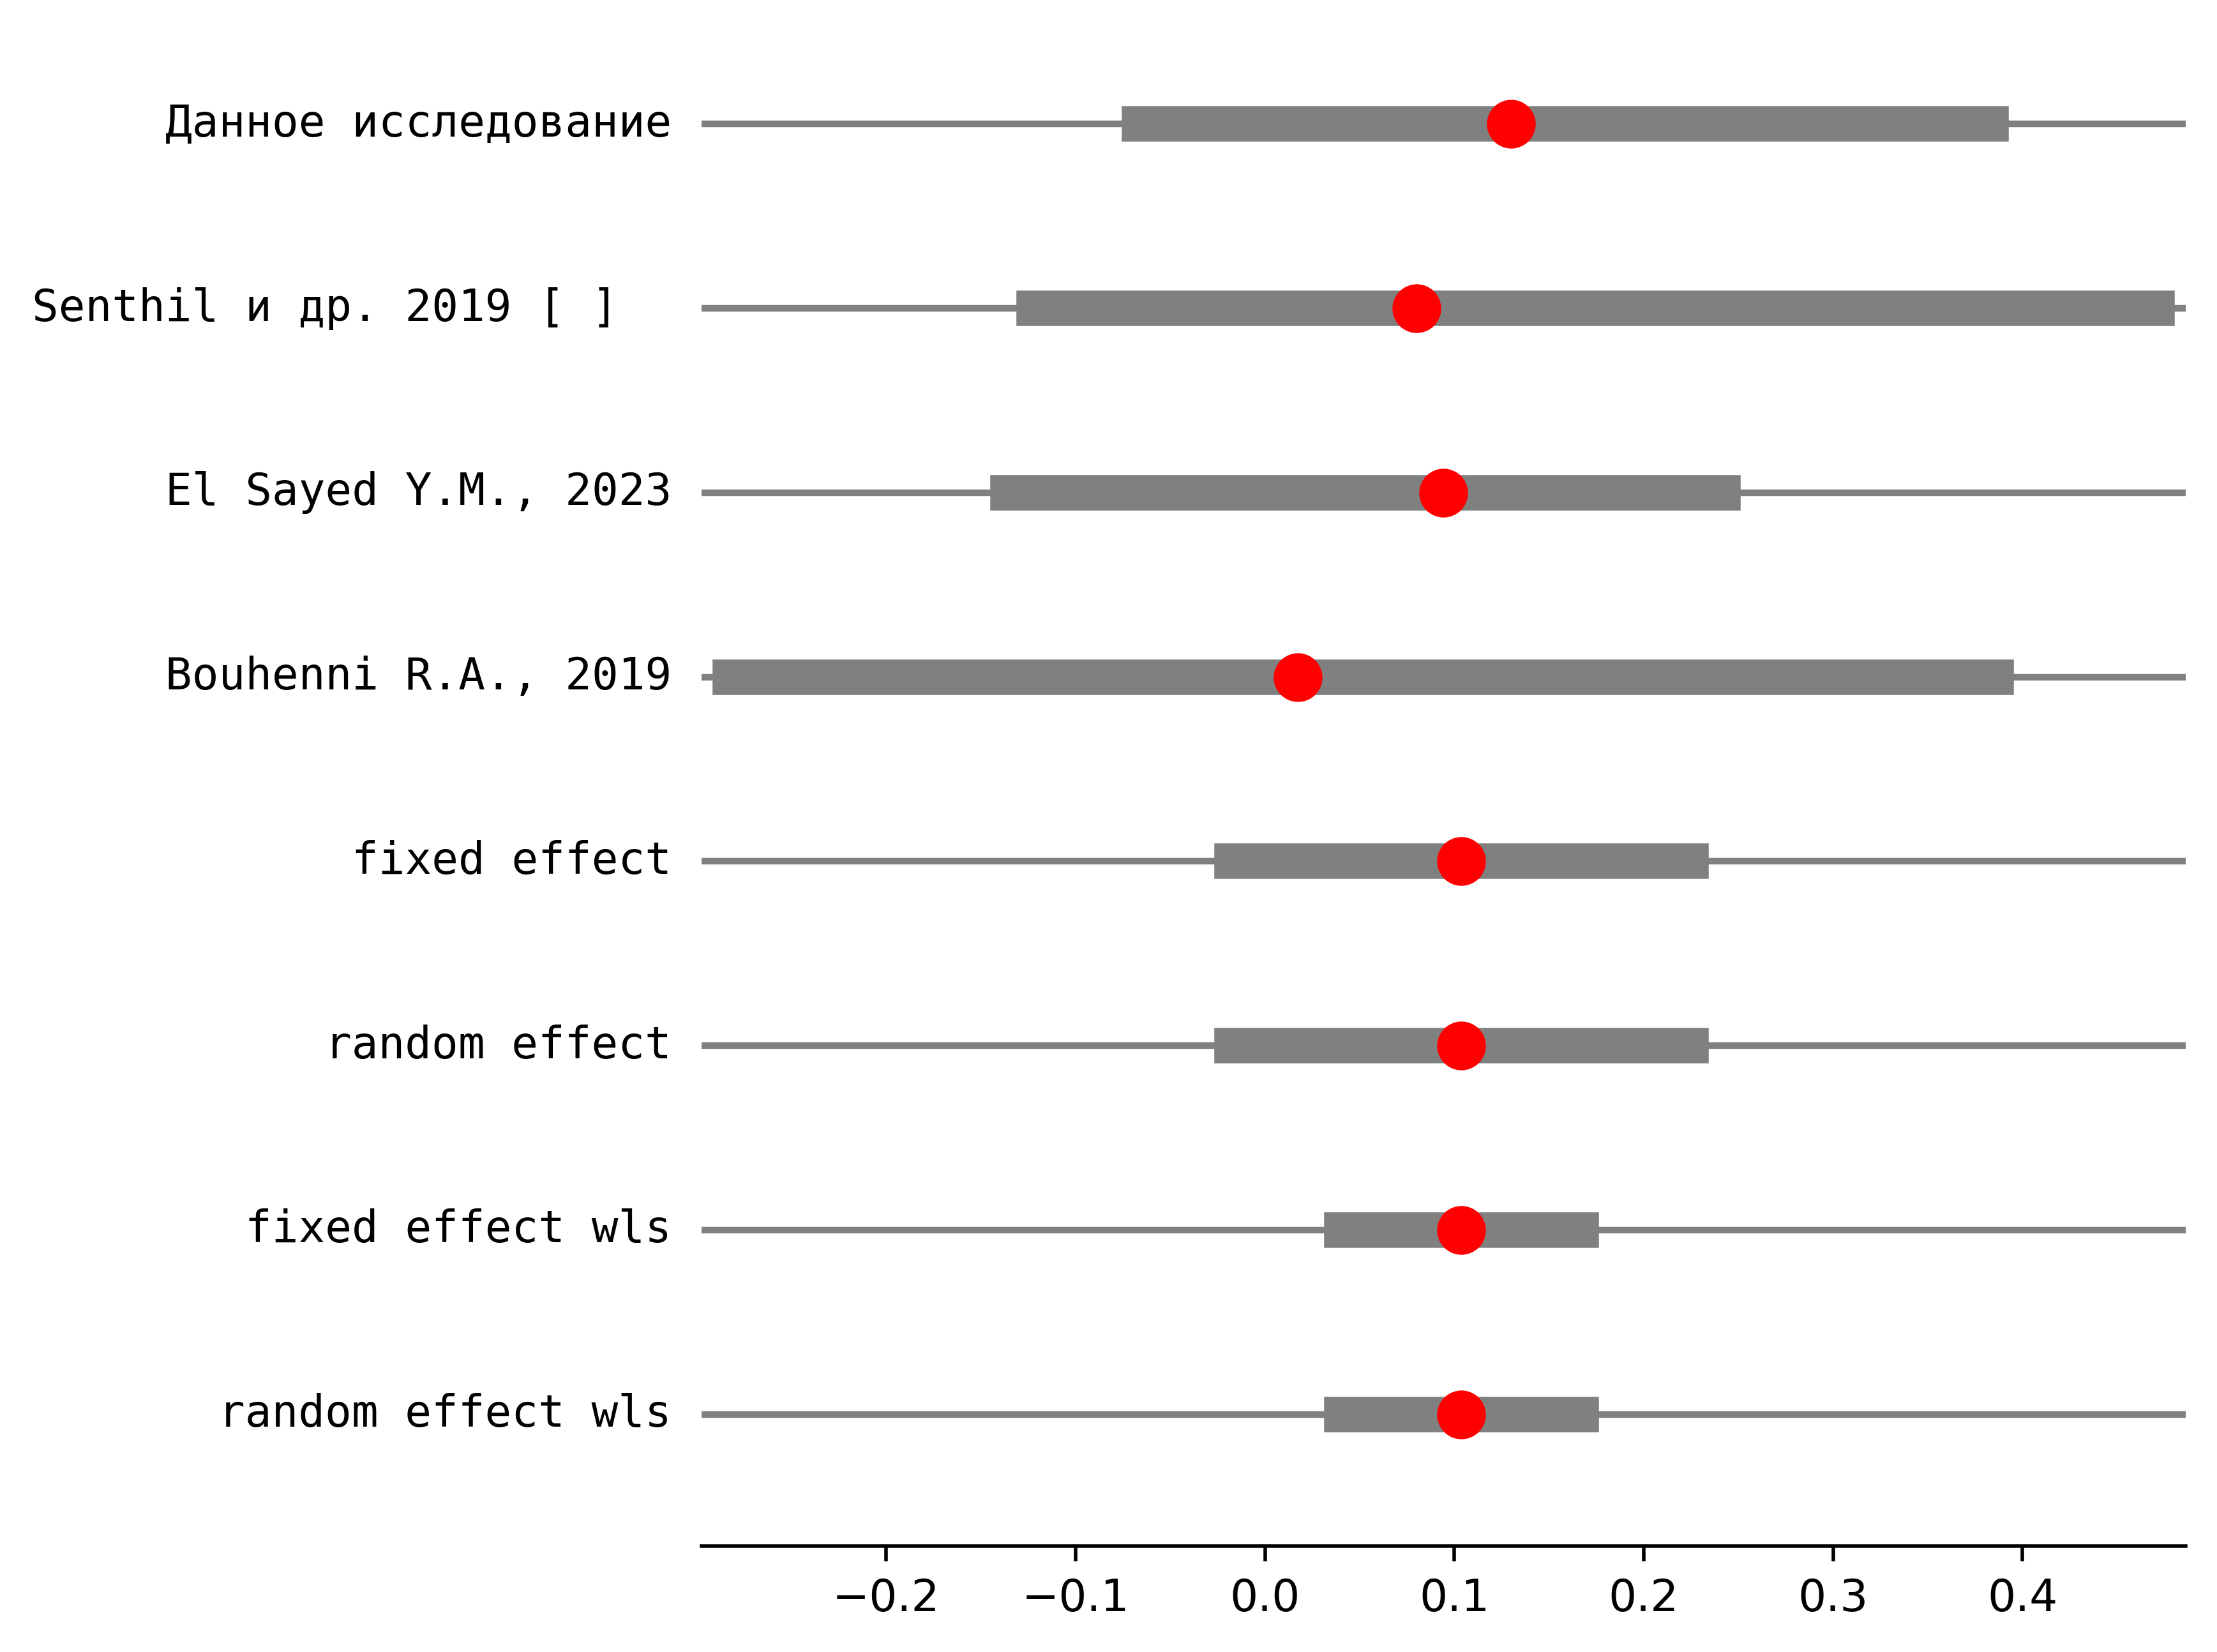 Данное исследование
Senthil и др. 2019 [ ]
El Sayed Y.M., 2023
Bouhenni R.A., 2019
fixed effect
random effect
fixed effect wls
random effect wls
−0.2 −0.1 0.0 0.1 0.2 0.3 0.4